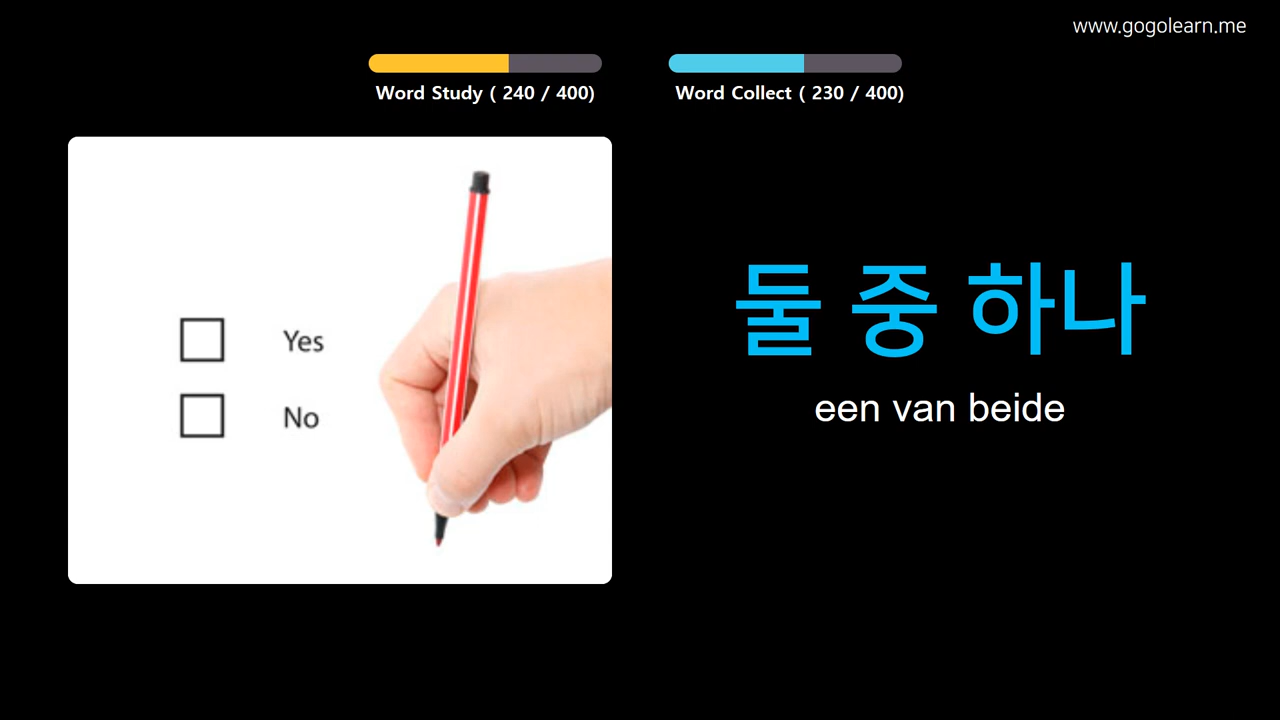 www.gogolearn.me
Word Study ( 240 / 400)
Word Collect ( 230 / 400)
Yes
No
둘 중 하나
een van beide